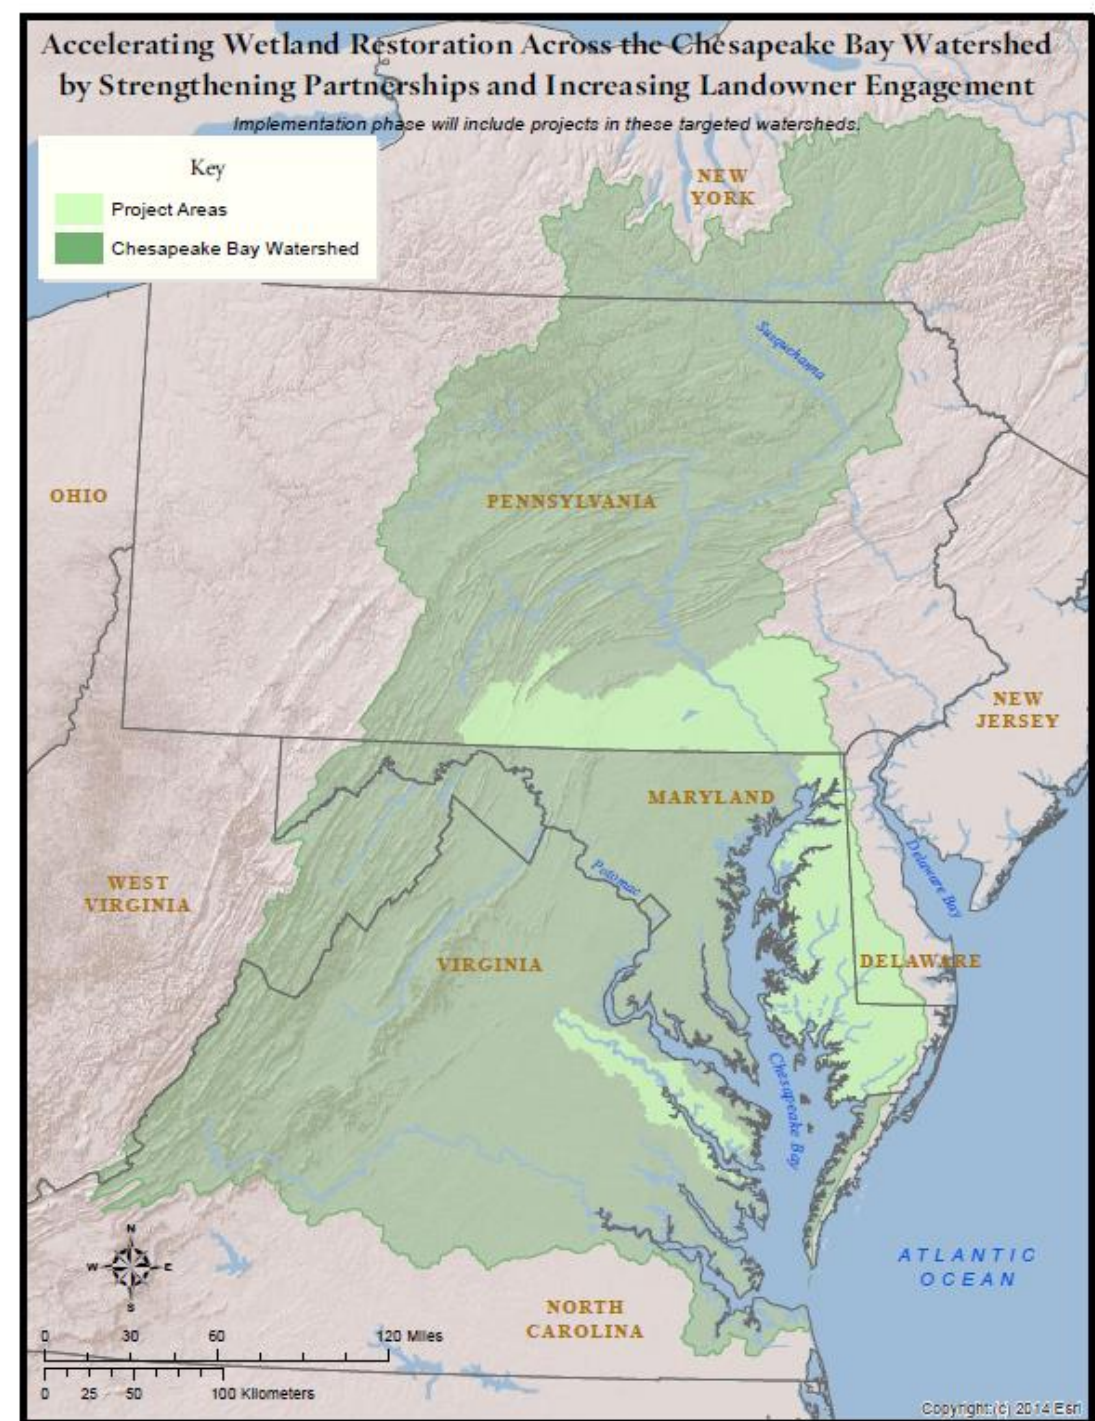 Accelerating Wetland Restoration Across the Chesapeake Bay Watershed
by Strengthening Partnerships and Increasing Landowner Engagement
Implementation phase will include projects in these targeted watersheds.
Key
Project Areas
Chesapeake Bay Watershed
NEW
YORK
Susquehanna
OHIO
PENNSYLVANIA
NEW
JERSEY
MARYLAND
WEST
VIRGINIA
Potomac
Delaware Bay
VIRGINIA
DELAWARE
Chesapeake Bay
N
W E
S
ATLANTIC
OCEAN
NORTH
CAROLINA
0 30 60 120 Miles
0 25 50 100 Kilometers
Copyright:(c) 2014 Esri